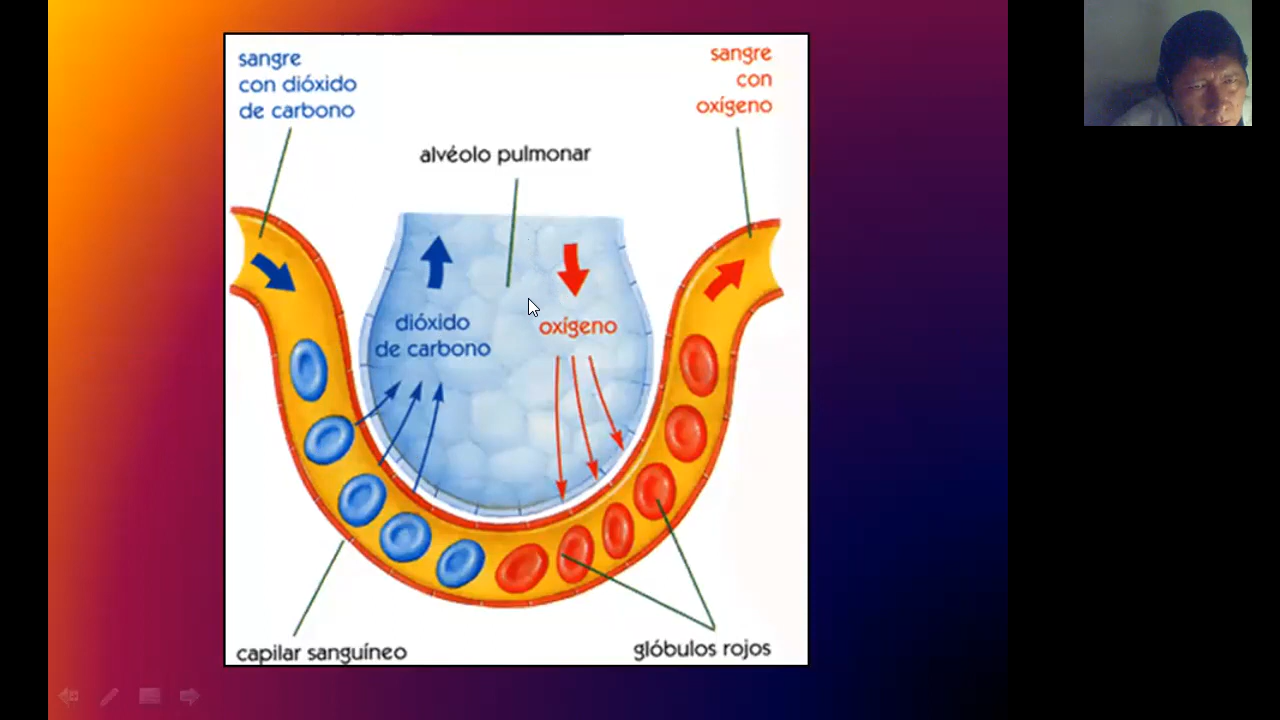 sangre
con dióxido
de carbono
sangre
con
oxígeno
alvéolo pulmonar
dióxido
de carbono
oxígeno
capilar sanguíneo
glóbulos rojos